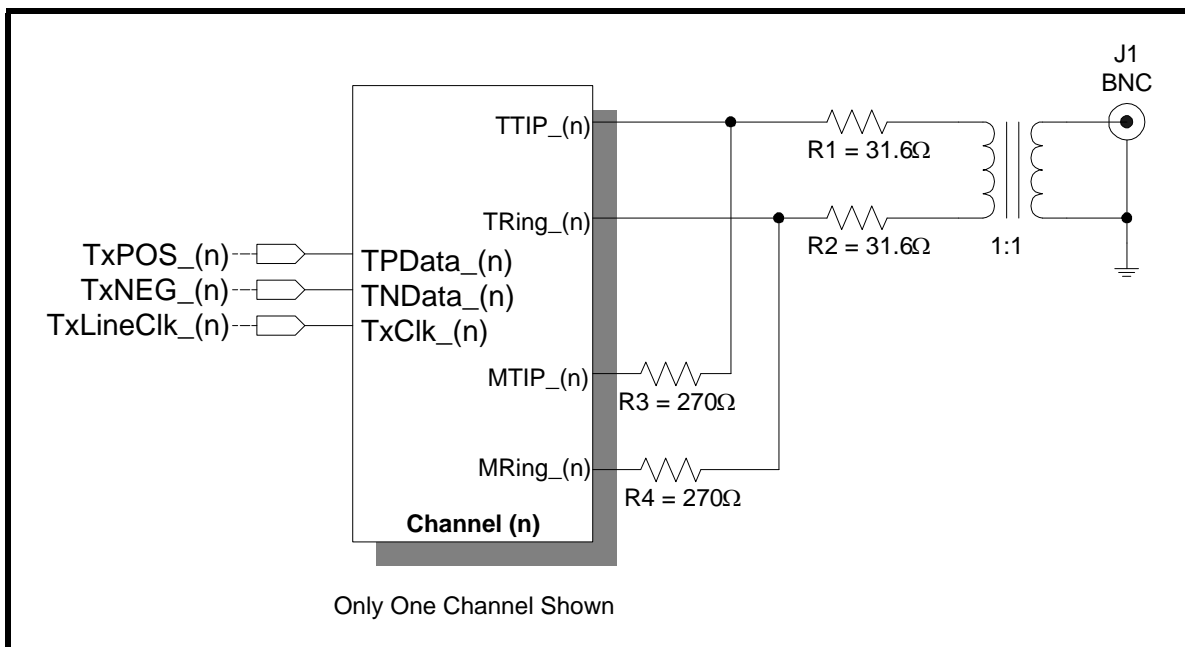 J1
BNC
TTIP_(n)
R1 = 31.6Ω
TRing_(n)
R2 = 31.6Ω
1:1
TxPOS_(n)
TPData_(n)
TxNEG_(n)
TNData_(n)
TxLineClk_(n)
TxClk_(n)
MTIP_(n)
R3 = 270Ω
MRing_(n)
R4 = 270Ω
Channel (n)
Only One Channel Shown